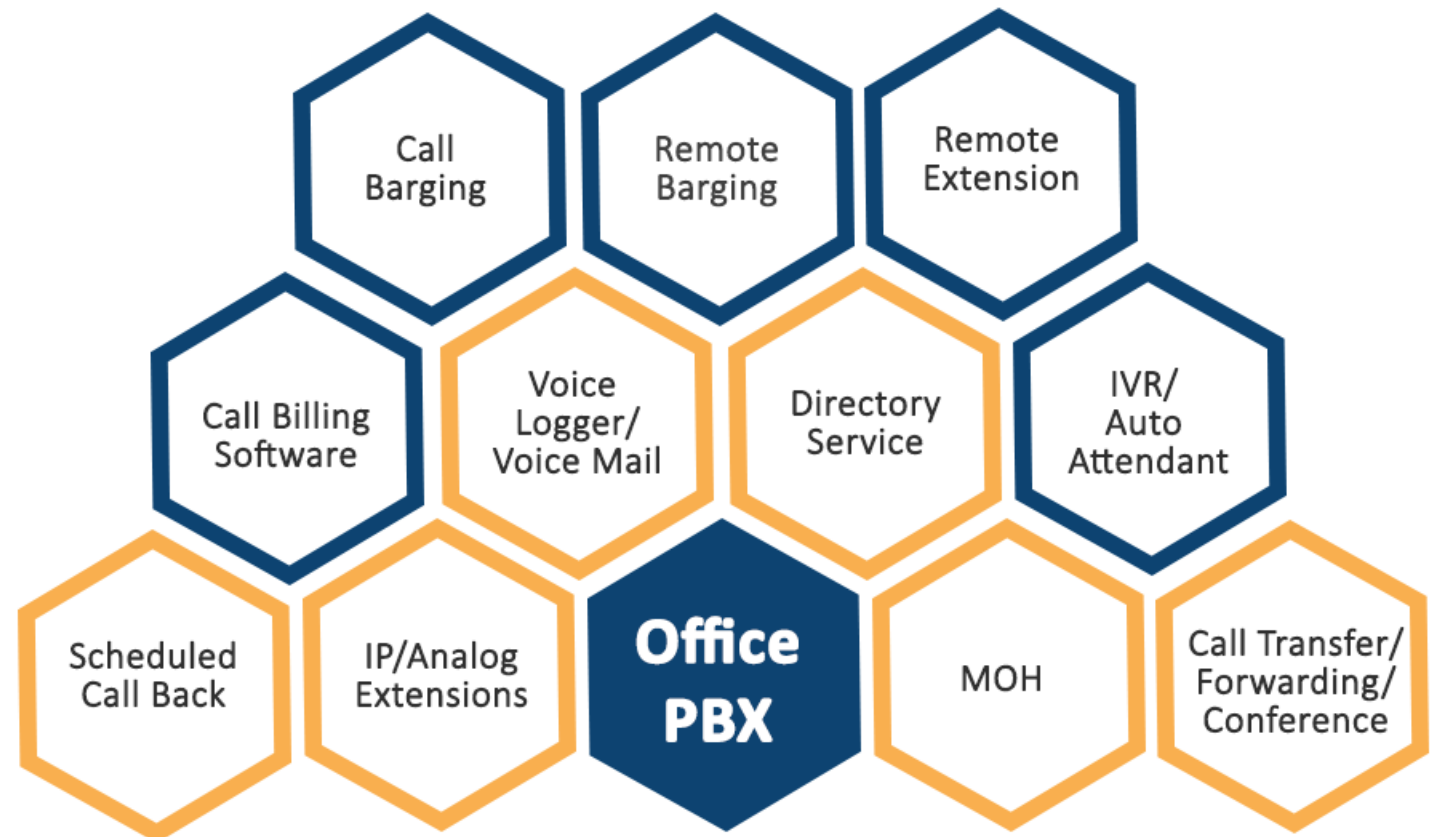 Call
Barging
Remote
Barging
Remote
Extension
Call Billing
Software
Voice
Logger/
Voice Mail
Directory
Service
IVR/
Auto
Attendant
Scheduled
Call Back
IP/Analog
Extensions
Office
PBX
MOH
Call Transfer/
Forwarding/
Conference